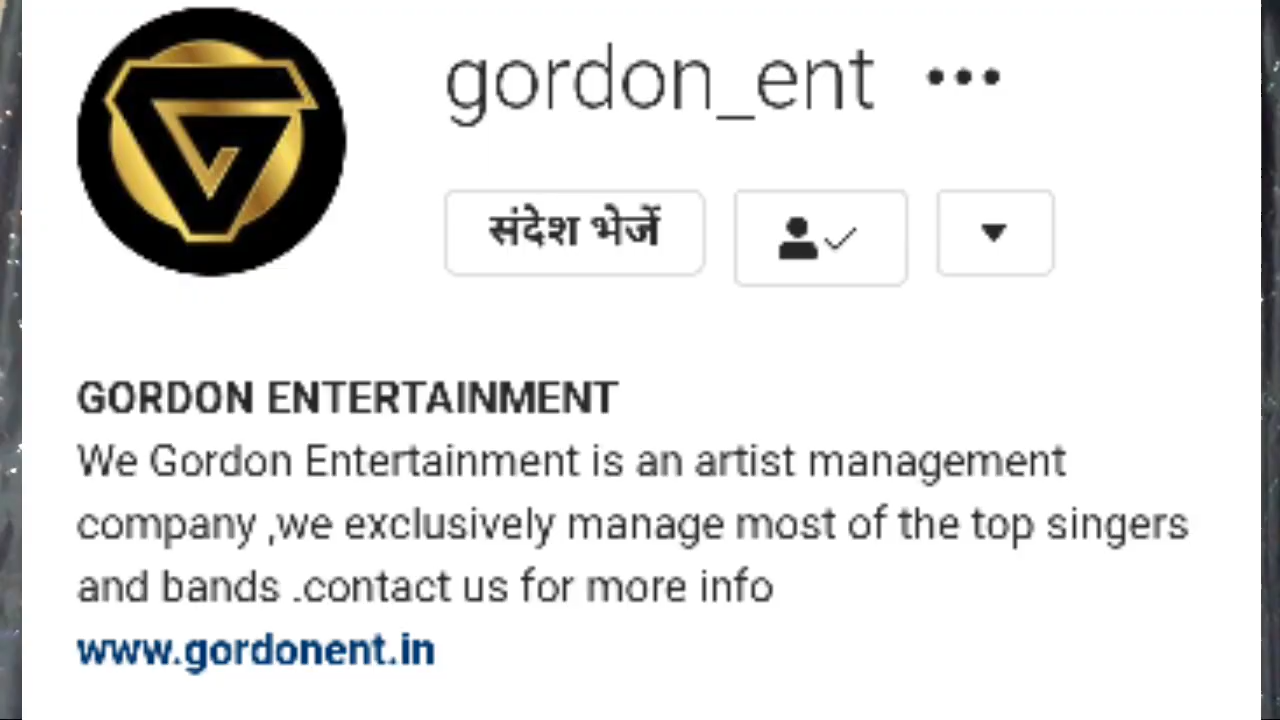 gordon_ent
संदेश भेजें
GORDON ENTERTAINMENT
We Gordon Entertainment is an artist management
company ,we exclusively manage most of the top singers
and bands .contact us for more info
www.gordonent.in